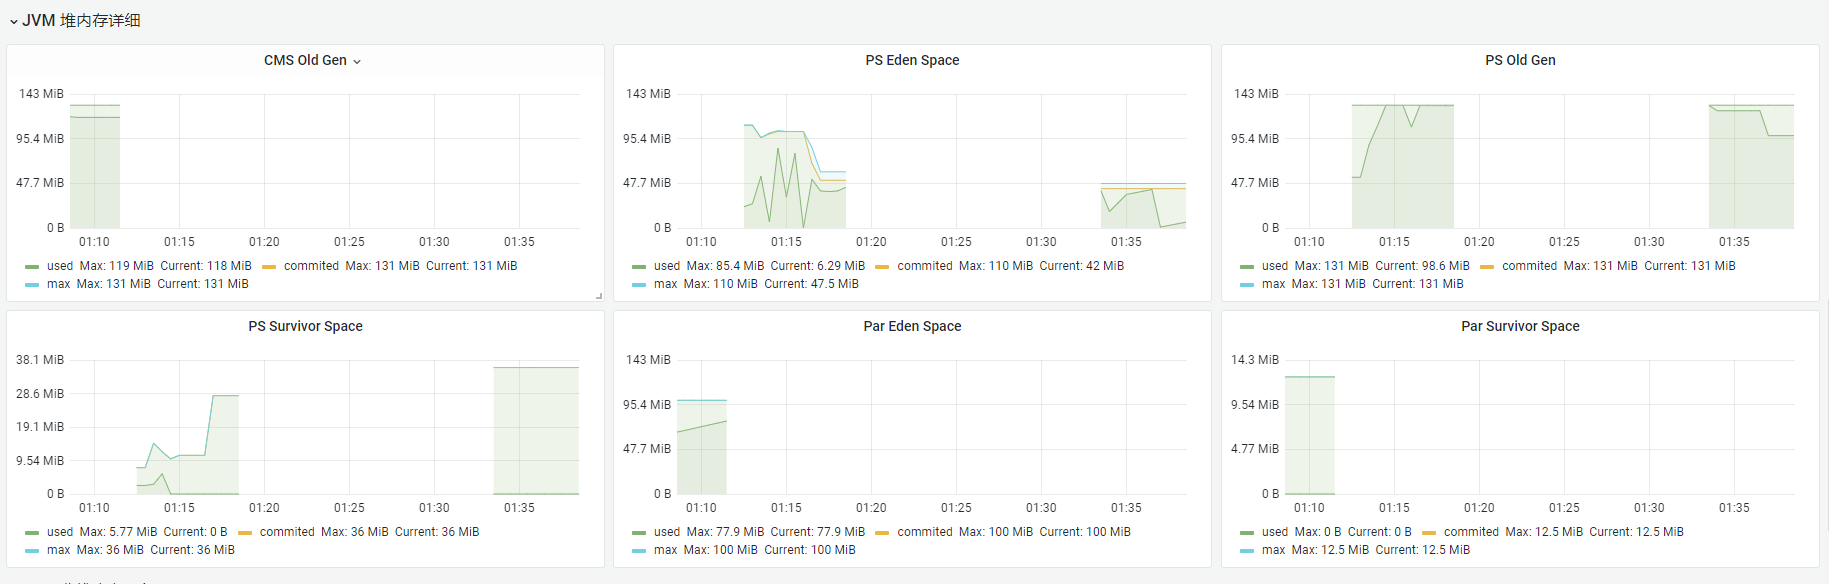 JVM 堆内存详细
CMS Old Gen
143 MiB
95.4 MiB
47.7 MiB
0 B
01:10 01:15 01:20 01:25 01:30 01:35
used Max: 119 MiB Current: 118 MiB commited Max: 131 MiB Current: 131 MiB
max Max: 131 MiB Current: 131 MiB
PS Eden Space
143 MiB
95.4 MiB
47.7 MiB
0 B
01:10 01:15 01:20 01:25 01:30 01:35
used Max: 85.4 MiB Current: 6.29 MiB commited Max: 110 MiB Current: 42 MiB
max Max: 110 MiB Current: 47.5 MiB
PS Old Gen
143 MiB
95.4 MiB
47.7 MiB
0 B
01:10 01:15 01:20 01:25 01:30 01:35
used Max: 131 MiB Current: 98.6 MiB commited Max: 131 MiB Current: 131 MiB
max Max: 131 MiB Current: 131 MiB
PS Survivor Space
38.1 MiB
28.6 MiB
19.1 MiB
9.54 MiB
0 B
01:10 01:15 01:20 01:25 01:30 01:35
used Max: 5.77 MiB Current: 0 B commited Max: 36 MiB Current: 36 MiB
max Max: 36 MiB Current: 36 MiB
Par Eden Space
143 MiB
95.4 MiB
47.7 MiB
0 B
01:10 01:15 01:20 01:25 01:30 01:35
used Max: 77.9 MiB Current: 77.9 MiB commited Max: 100 MiB Current: 100 MiB
max Max: 100 MiB Current: 100 MiB
Par Survivor Space
14.3 MiB
9.54 MiB
4.77 MiB
0 B
01:10 01:15 01:20 01:25 01:30 01:35
used Max: 0 B Current: 0 B commited Max: 12.5 MiB Current: 12.5 MiB
max Max: 12.5 MiB Current: 12.5 MiB